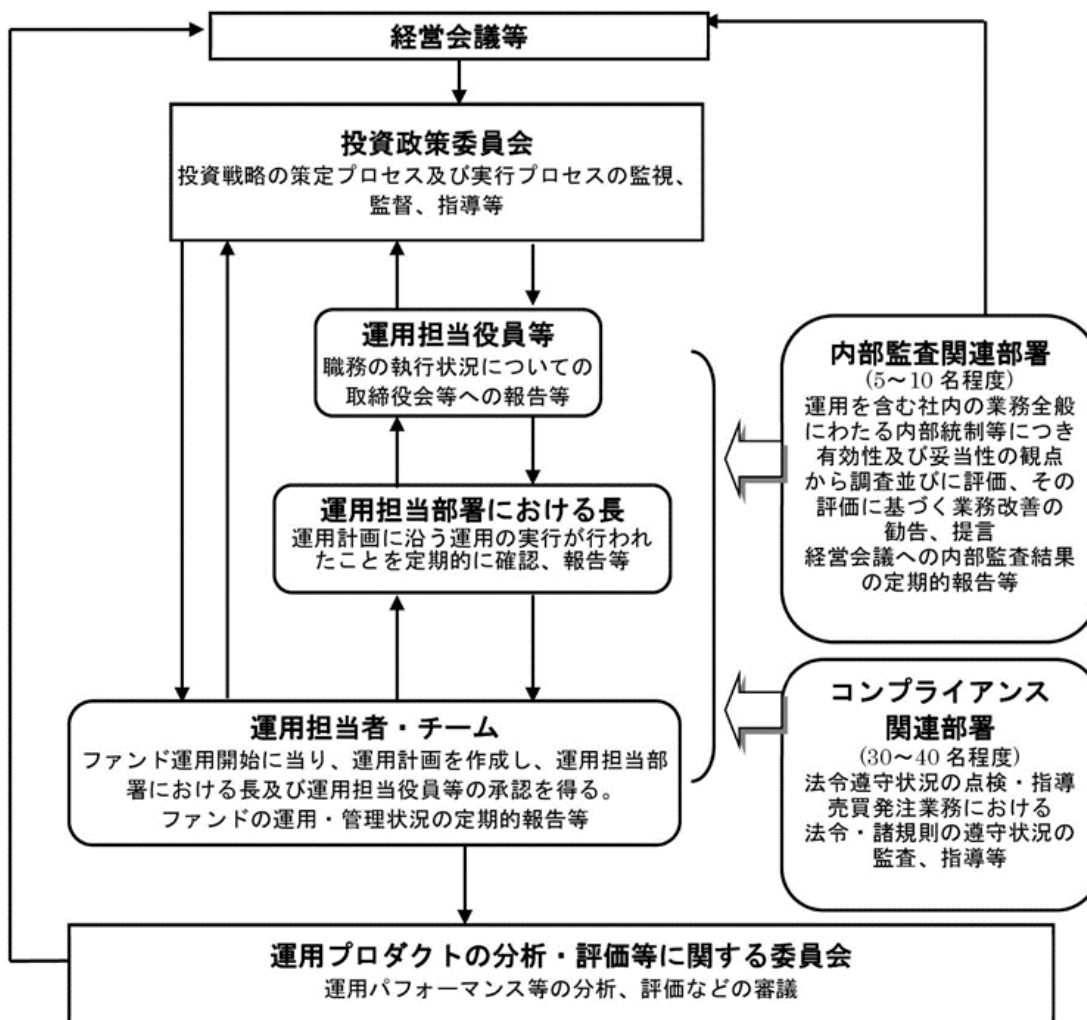 経営会議等
投資政策委員会
投資戦略の策定プロセス及び実行プロセスの監視、
監督、指導等
運用担当役員等
職務の執行状況についての
取締役会等への報告等
運用担当部署における長
運用計画に沿う運用の実行が行われ
たことを定期的に確認、報告等
運用担当者・チーム
ファンド運用開始に当り、運用計画を作成し、運用担当部
署における長及び運用担当役員等の承認を得る。
ファンドの運用・管理状況の定期的報告等
内部監査関連部署
(5～10 名程度)
運用を含む社内の業務全般
にわたる内部統制等につき
有効性及び妥当性の観点
から調査並びに評価、その
評価に基づく業務改善の
勧告、提言
経営会議への内部監査結果
の定期的報告等
コンプライアンス
関連部署
(30～40 名程度)
法令遵守状況の点検・指導
売買発注業務における
法令・諸規則の遵守状況の
監査、指導等
運用プロダクトの分析・評価等に関する委員会
運用パフォーマンス等の分析、評価などの審議